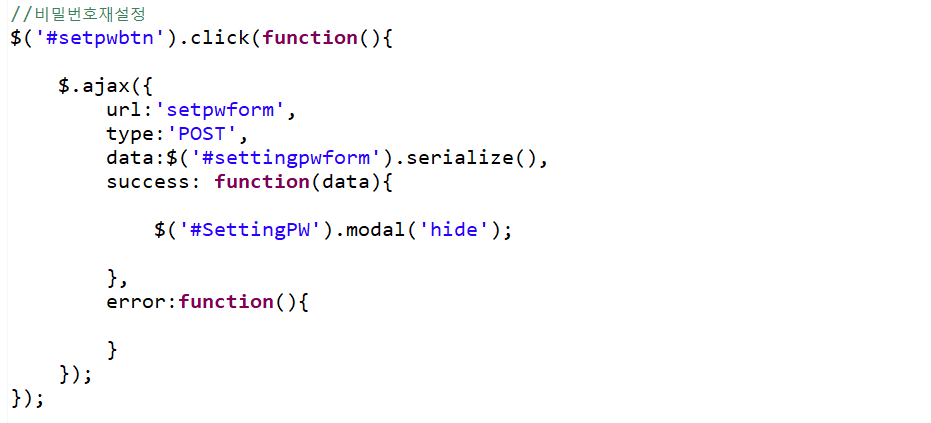 //비밀번호재설정
$('#setpwbtn').click(function(){
$.ajax({
url:'setpwform',
type:'POST',
data:$('#settingpwform').serialize(),
success: function(data){
$('#SettingPW').modal('hide');
},
error:function(){
}
});
});